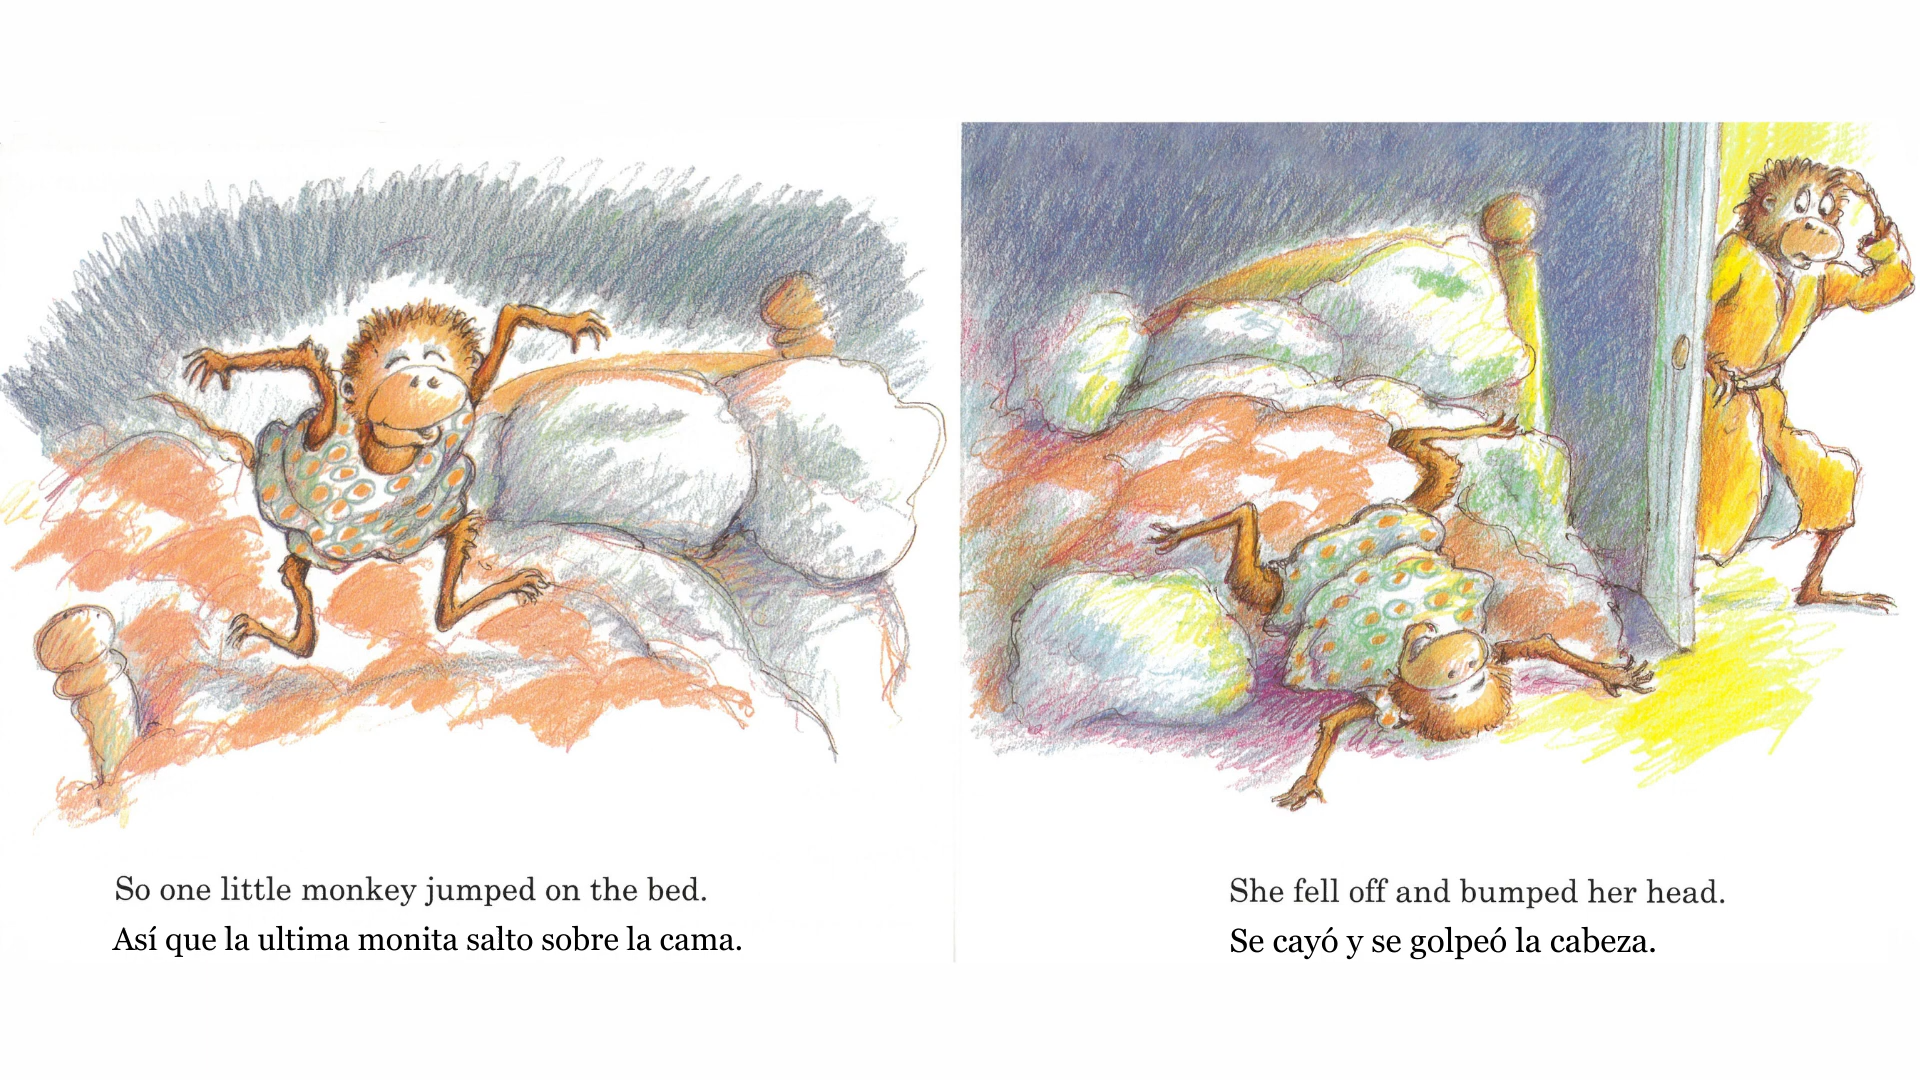 So one little monkey jumped on the bed.
Así que la ultima monita salto sobre la cama.
She fell off and bumped her head.
Se cayó y se golpeó la cabeza.